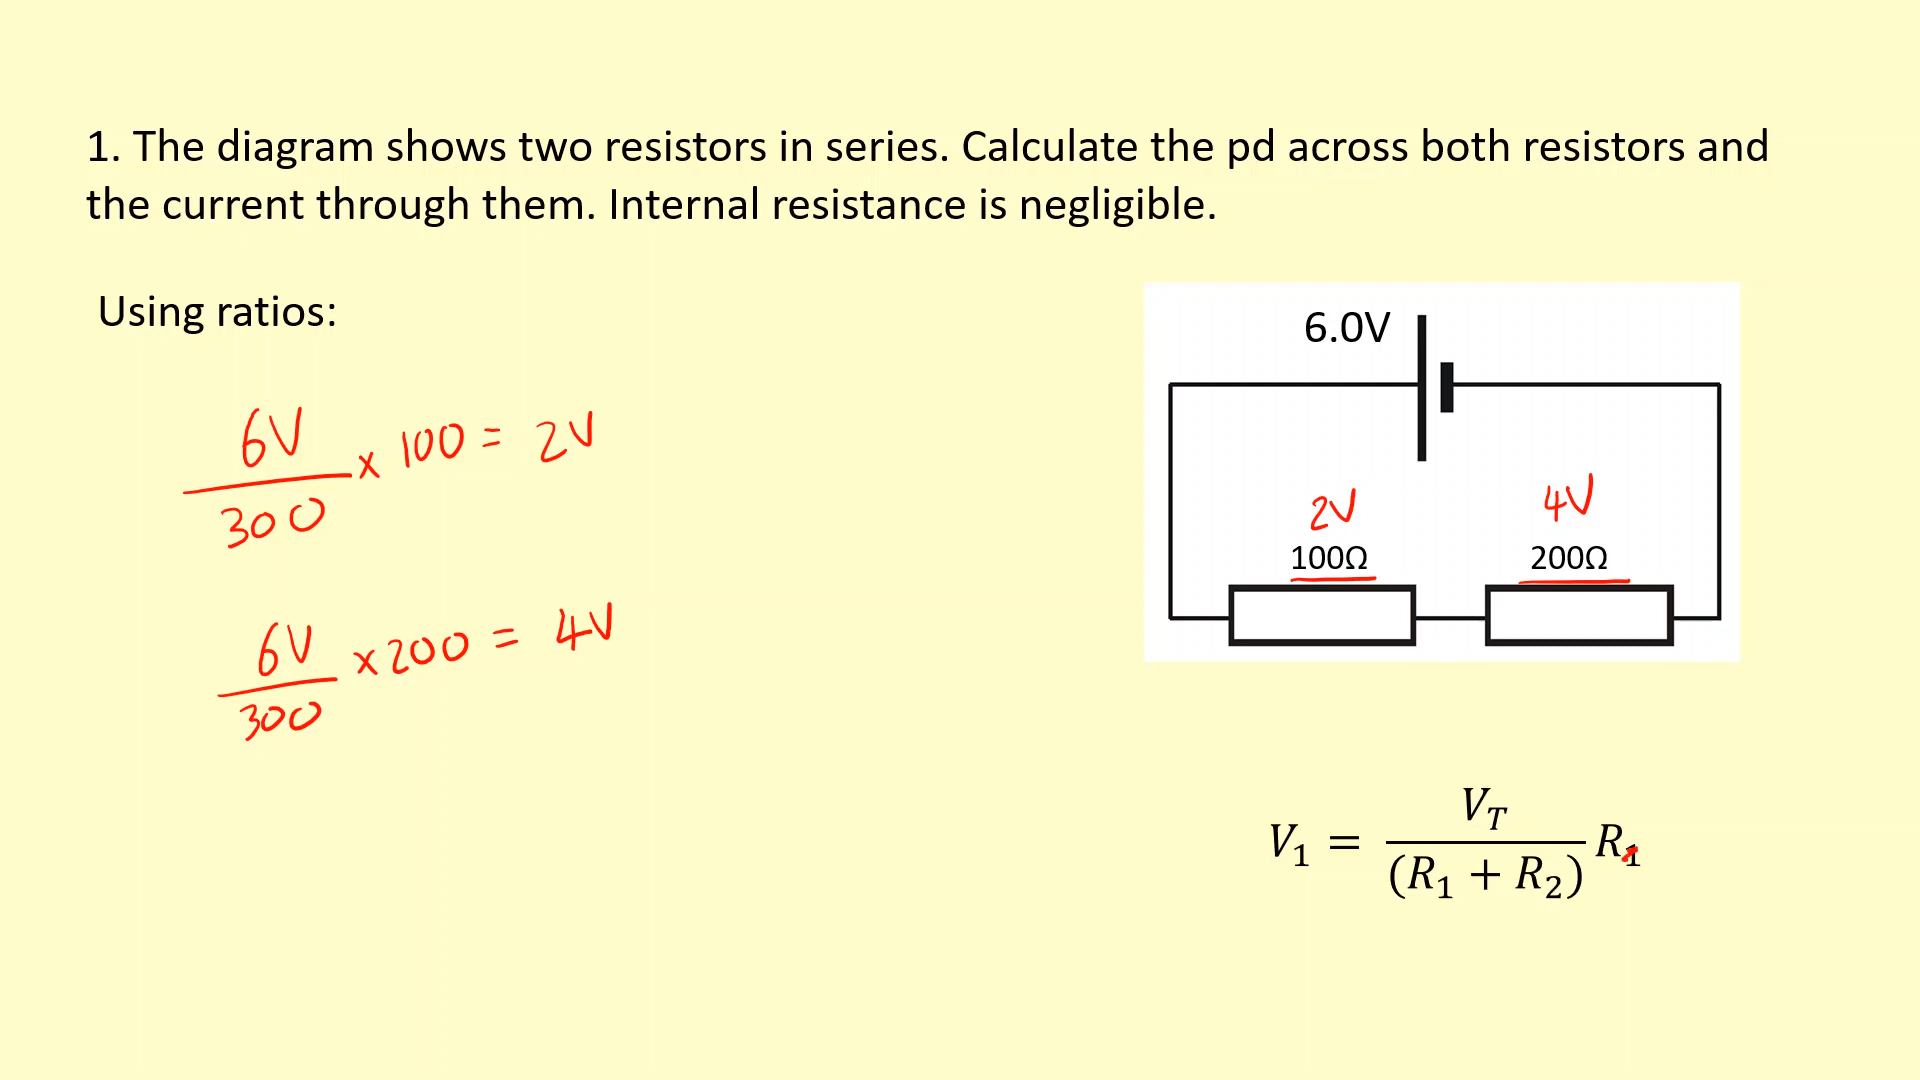 1. The diagram shows two resistors in series. Calculate the pd across both resistors and
the current through them. Internal resistance is negligible.
Using ratios:
6V
300
x 100 = 2V
6V
300
x 200 = 4V
6.0V
2V
4V
100Ω
200Ω
V₁ = V_T / (R₁ + R₂) R₁